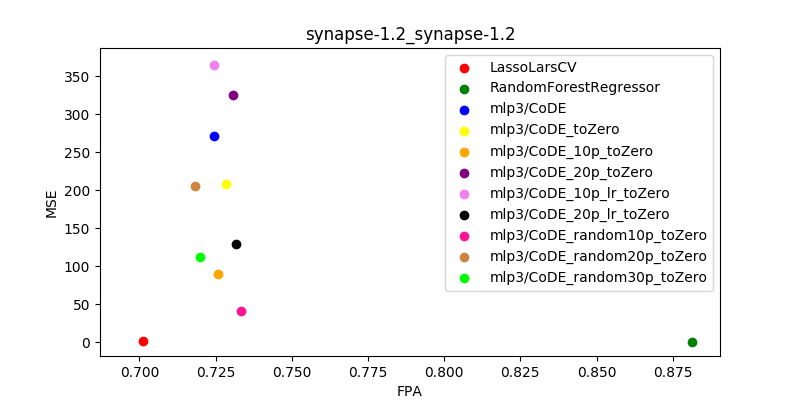 synapse-1.2_synapse-1.2
350
300
250
200
150
100
50
0
MSE
LassoLarsCV
RandomForestRegressor
mlp3/CoDE
mlp3/CoDE_toZero
mlp3/CoDE_10p_toZero
mlp3/CoDE_20p_toZero
mlp3/CoDE_10p_lr_toZero
mlp3/CoDE_20p_lr_toZero
mlp3/CoDE_random10p_toZero
mlp3/CoDE_random20p_toZero
mlp3/CoDE_random30p_toZero
0.700 0.725 0.750 0.775 0.800 0.825 0.850 0.875
FPA